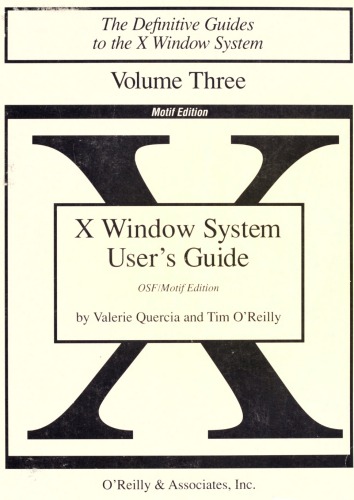 The Definitive Guides
to the X Window System
Volume Three
Motif Edition
X
X Window System
User's Guide
OSF/Motif Edition
by Valerie Quercia and Tim O'Reilly
O'Reilly & Associates, Inc.